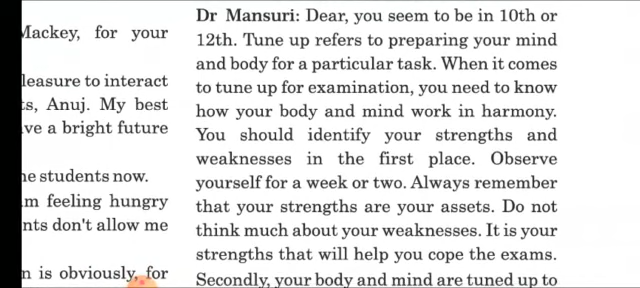 Mackey, for your
leasure to interact
ts, Anuj. My best
ve a bright future
he students now.
m feeling hungry
nts don't allow me
n is obviously, for
Dr Mansuri: Dear, you seem to be in 10th or
12th. Tune up refers to preparing your mind
and body for a particular task. When it comes
to tune up for examination, you need to know
how your body and mind work in harmony.
You should identify your strengths and
weaknesses in the first place. Observe
yourself for a week or two. Always remember
that your strengths are your assets. Do not
think much about your weaknesses. It is your
strengths that will help you cope the exams.
Secondly, your body and mind are tuned up to